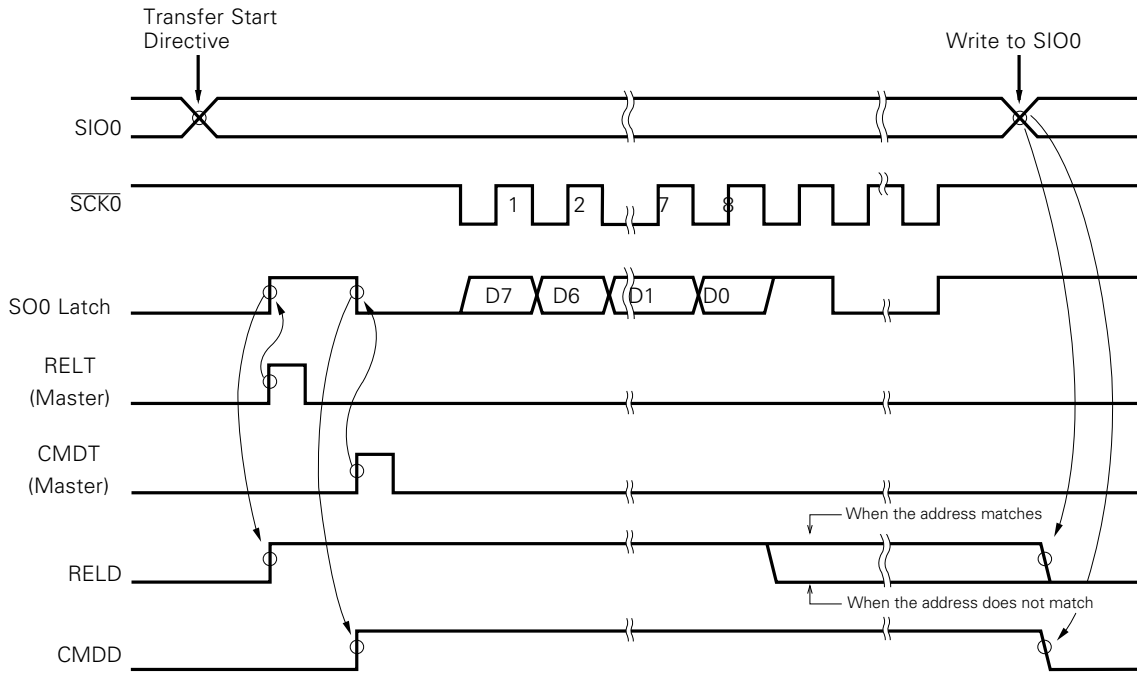 Transfer Start
Directive
Write to SIO0
SIO0
SCK0
1 2 7 8
SO0 Latch
D7 D6 D1 D0
RELT
(Master)
CMDT
(Master)
When the address matches
RELD
When the address does not match
CMDD